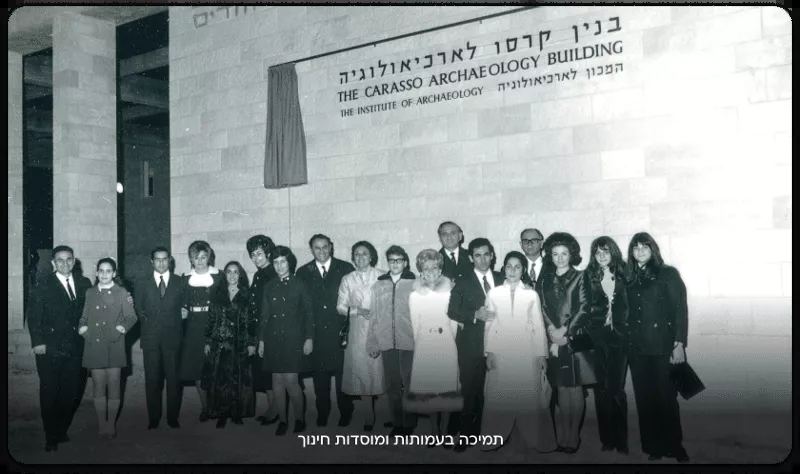 בנין קרסו לארכיאולוגיה
THE CARASSO ARCHAEOLOGY BUILDING
המכון לארכיאולוגיה
THE INSTITUTE OF ARCHAEOLOGY
תמיכה בעמותות ומוסדות חינוך